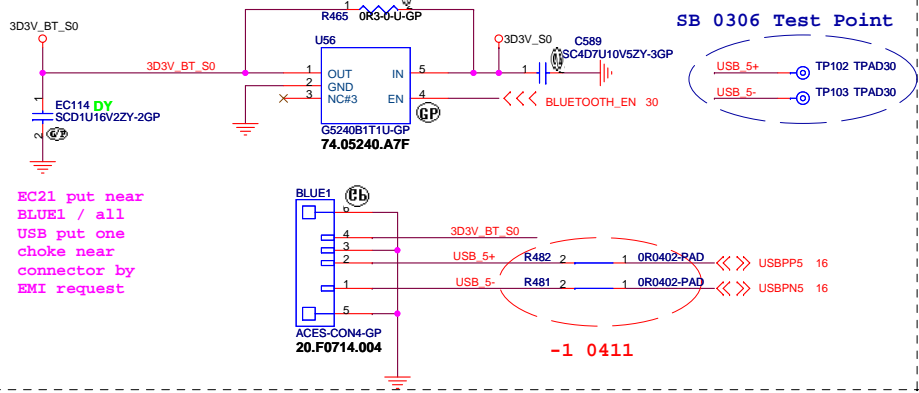 1
2
R465
0R3-0-U-GP
3D3V_BT_S0
U56
3D3V_BT_S0
1 OUT
2 GND
3 NC#3
IN 5
EN 4
G5240B1T1U-GP
74.05240.A7F
3D3V_S0
C589
SC4D7U10V5ZY-3GP
1
BLUETOOTH_EN 30
SB 0306 Test Point
USB_5+ TP102 TPAD30
USB_5- TP103 TPAD30
1
EC114 DY
SCD1U16V2ZY-2GP
2
EC21 put near
BLUE1 / all
USB put one
choke near
connector by
EMI request
BLUE1
6
4 3D3V_BT_S0
3
2 USB_5+ R482 2 1 0R0402-PAD USBPP5 16
1 USB_5- R481 2 1 0R0402-PAD USBPN5 16
5
ACES-CON4-GP
20.F0714.004
-1 0411